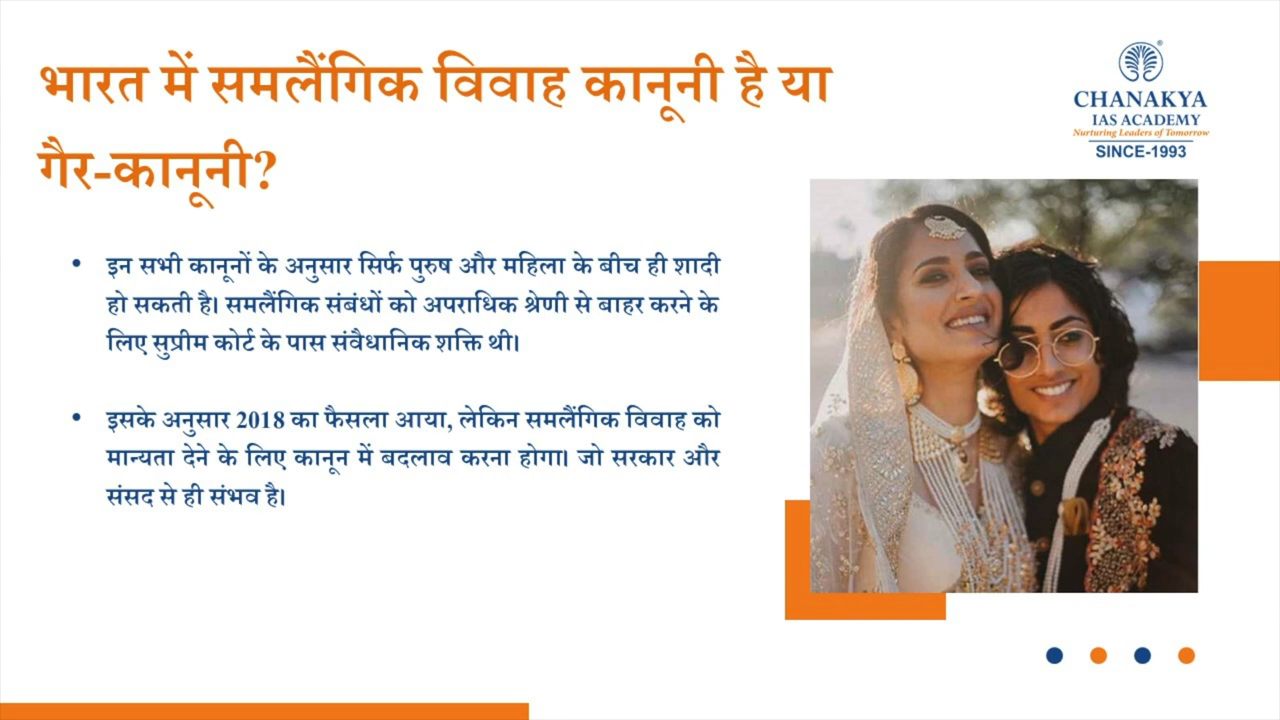 भारत में समलैंगिक विवाह कानूनी है या
गैर-कानूनी?
CHANAKYA
IAS ACADEMY
Nurturing Leaders of Tomorrow
SINCE-1993
• इन सभी कानूनों के अनुसार सिर्फ पुरुष और महिला के बीच ही शादी
हो सकती है। समलैंगिक संबंधों को अपराधिक श्रेणी से बाहर करने के
लिए सुप्रीम कोर्ट के पास संवैधानिक शक्ति थी।
• इसके अनुसार 2018 का फैसला आया, लेकिन समलैंगिक विवाह को
मान्यता देने के लिए कानून में बदलाव करना होगा। जो सरकार और
संसद से ही संभव है।